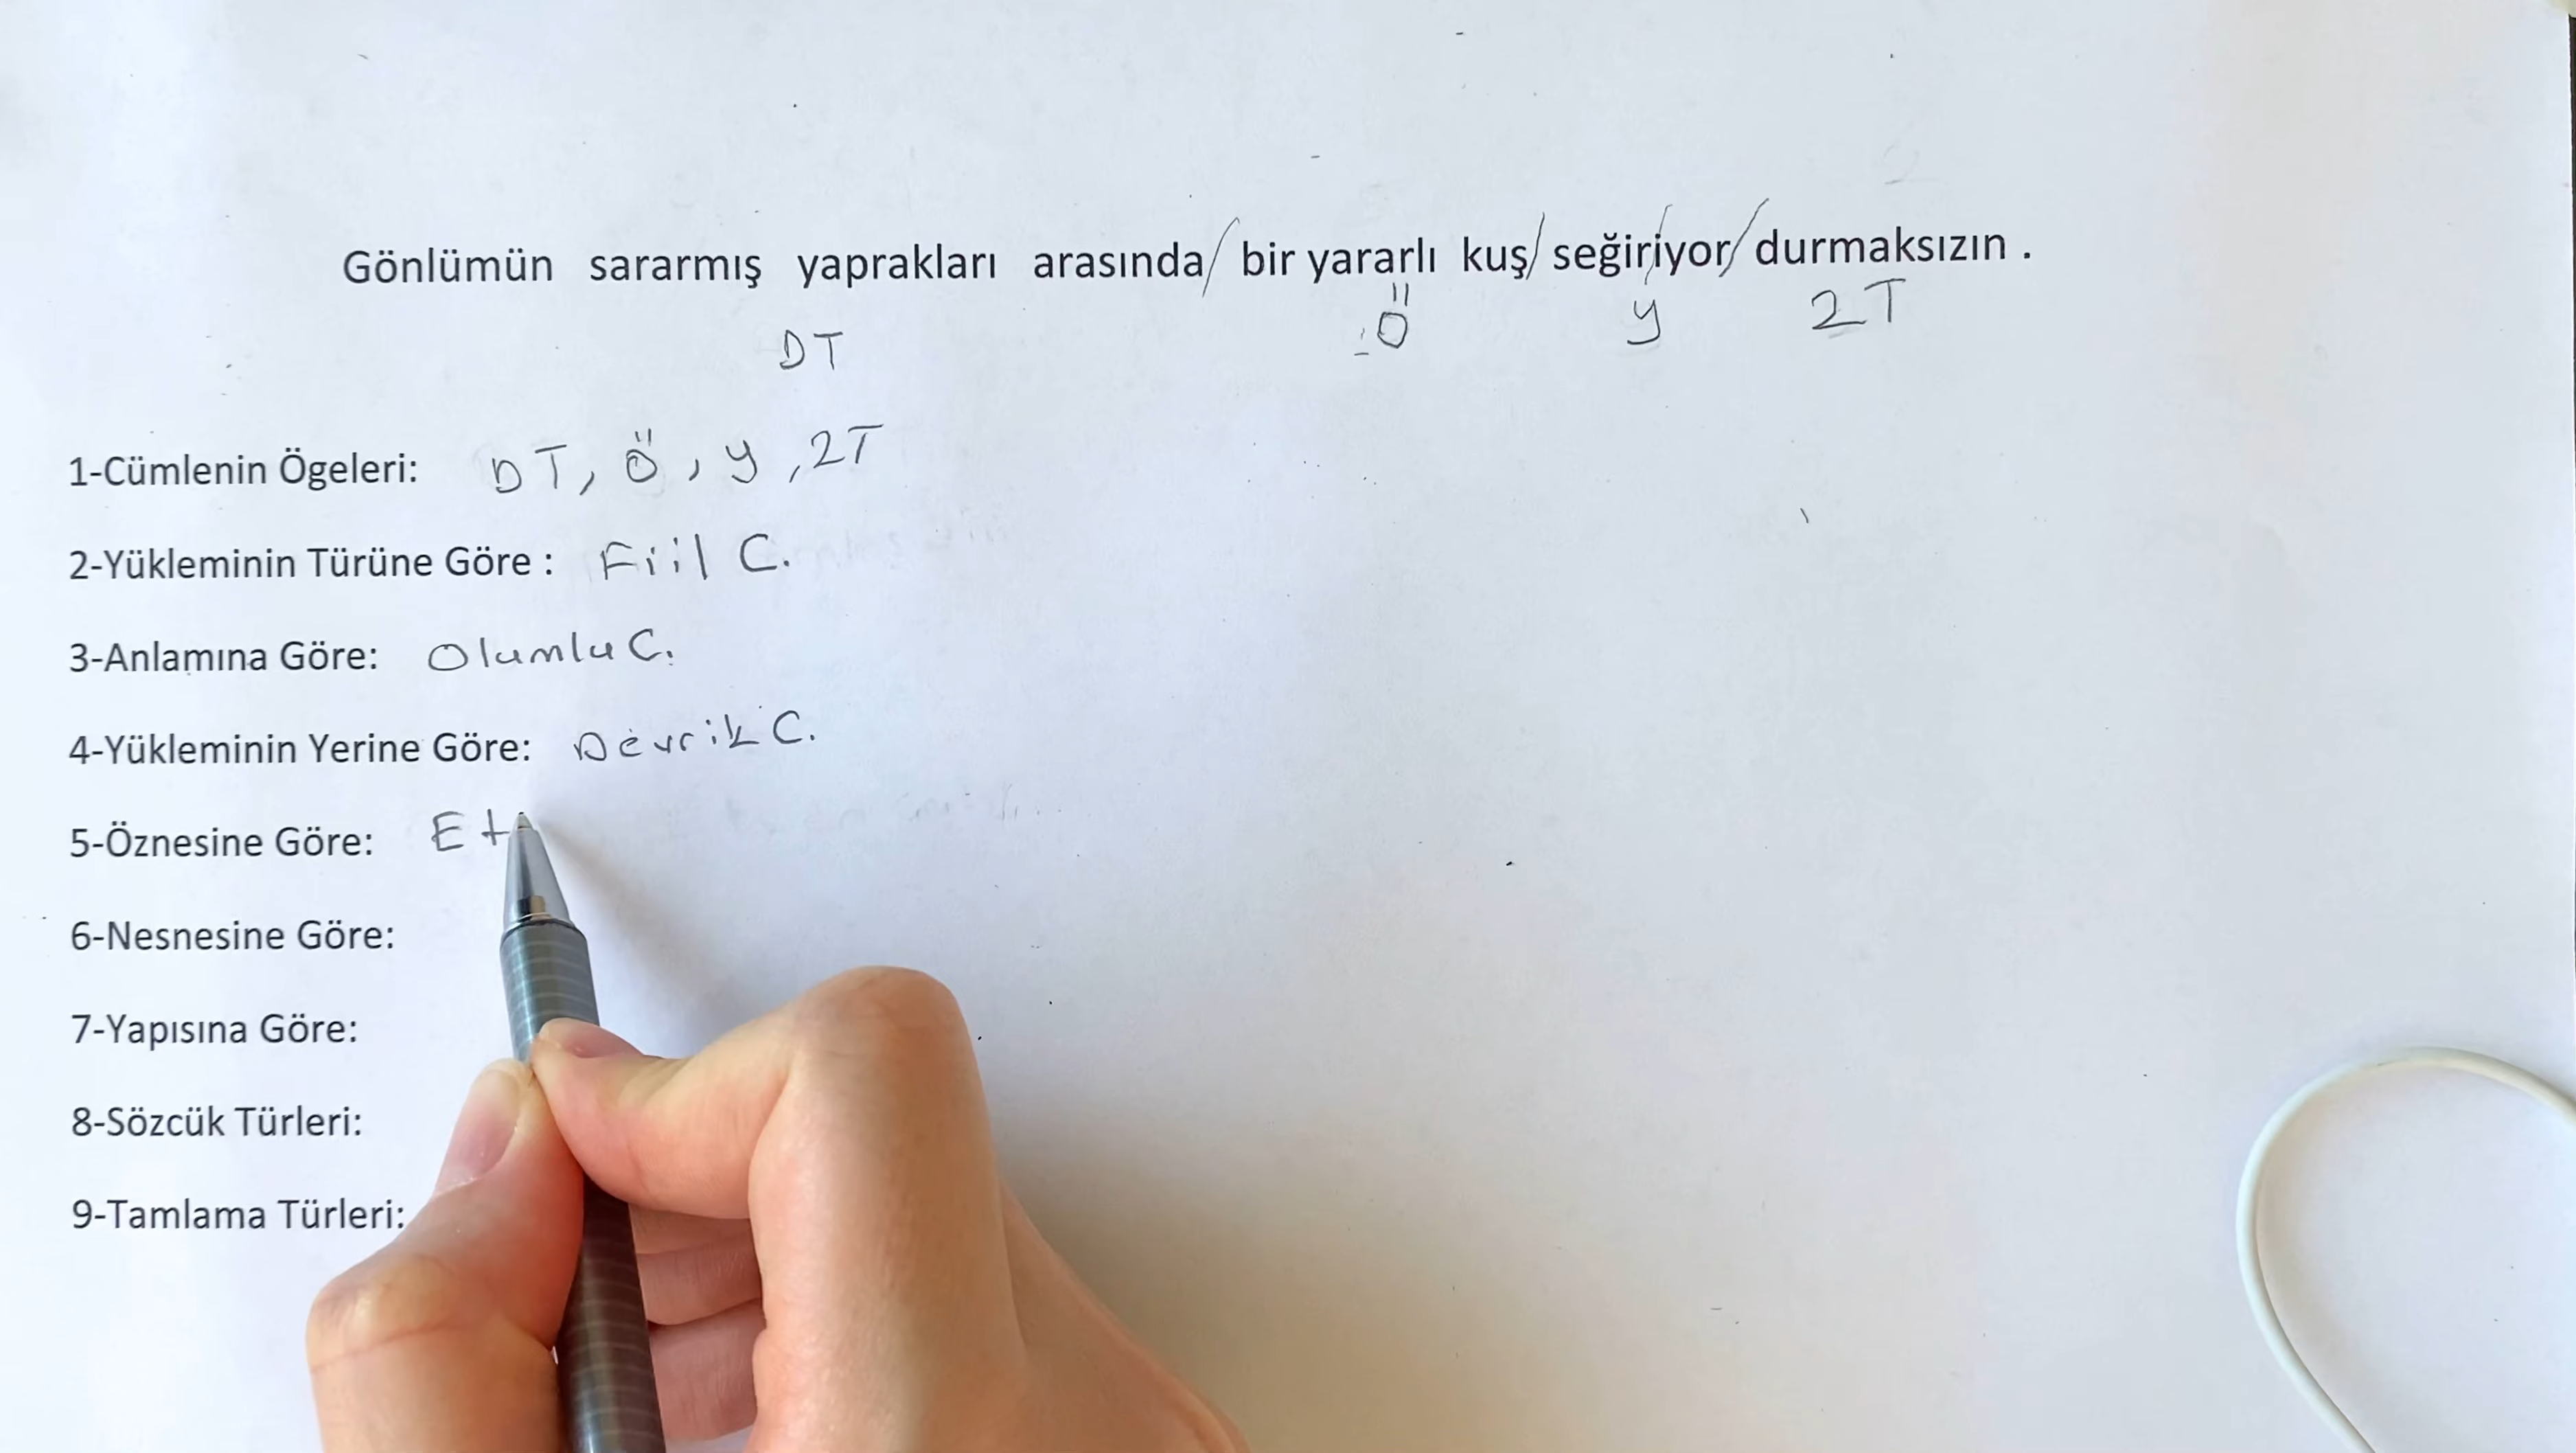 Gönlümün sararmış yaprakları arasında/ bir yararlı kuş/ seğiriyor/ durmaksızın .
DT Ö y 2T
1-Cümlenin Ögeleri: DT, Ö, y, 2T
2-Yükleminin Türüne Göre : Fiil C.
3-Anlamına Göre: Olumlu C.
4-Yükleminin Yerine Göre: Devrik C.
5-Öznesine Göre: Et
6-Nesnesine Göre:
7-Yapısına Göre:
8-Sözcük Türleri:
9-Tamlama Türleri: